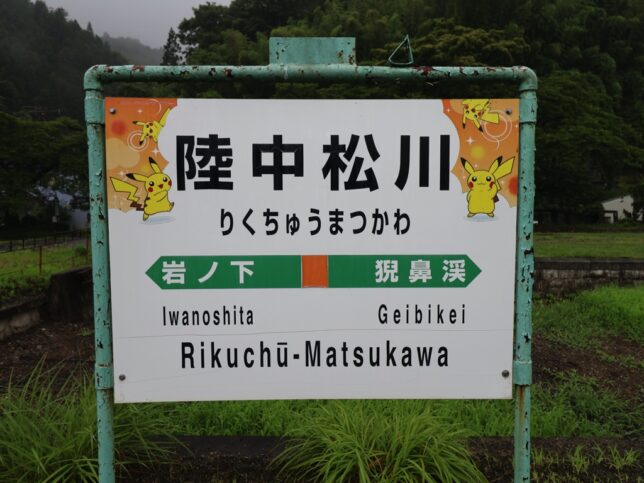 陸中松川
りくちゅうまつかわ
岩ノ下 猊鼻渓
Iwanoshita Geibikei
Rikuchū-Matsukawa